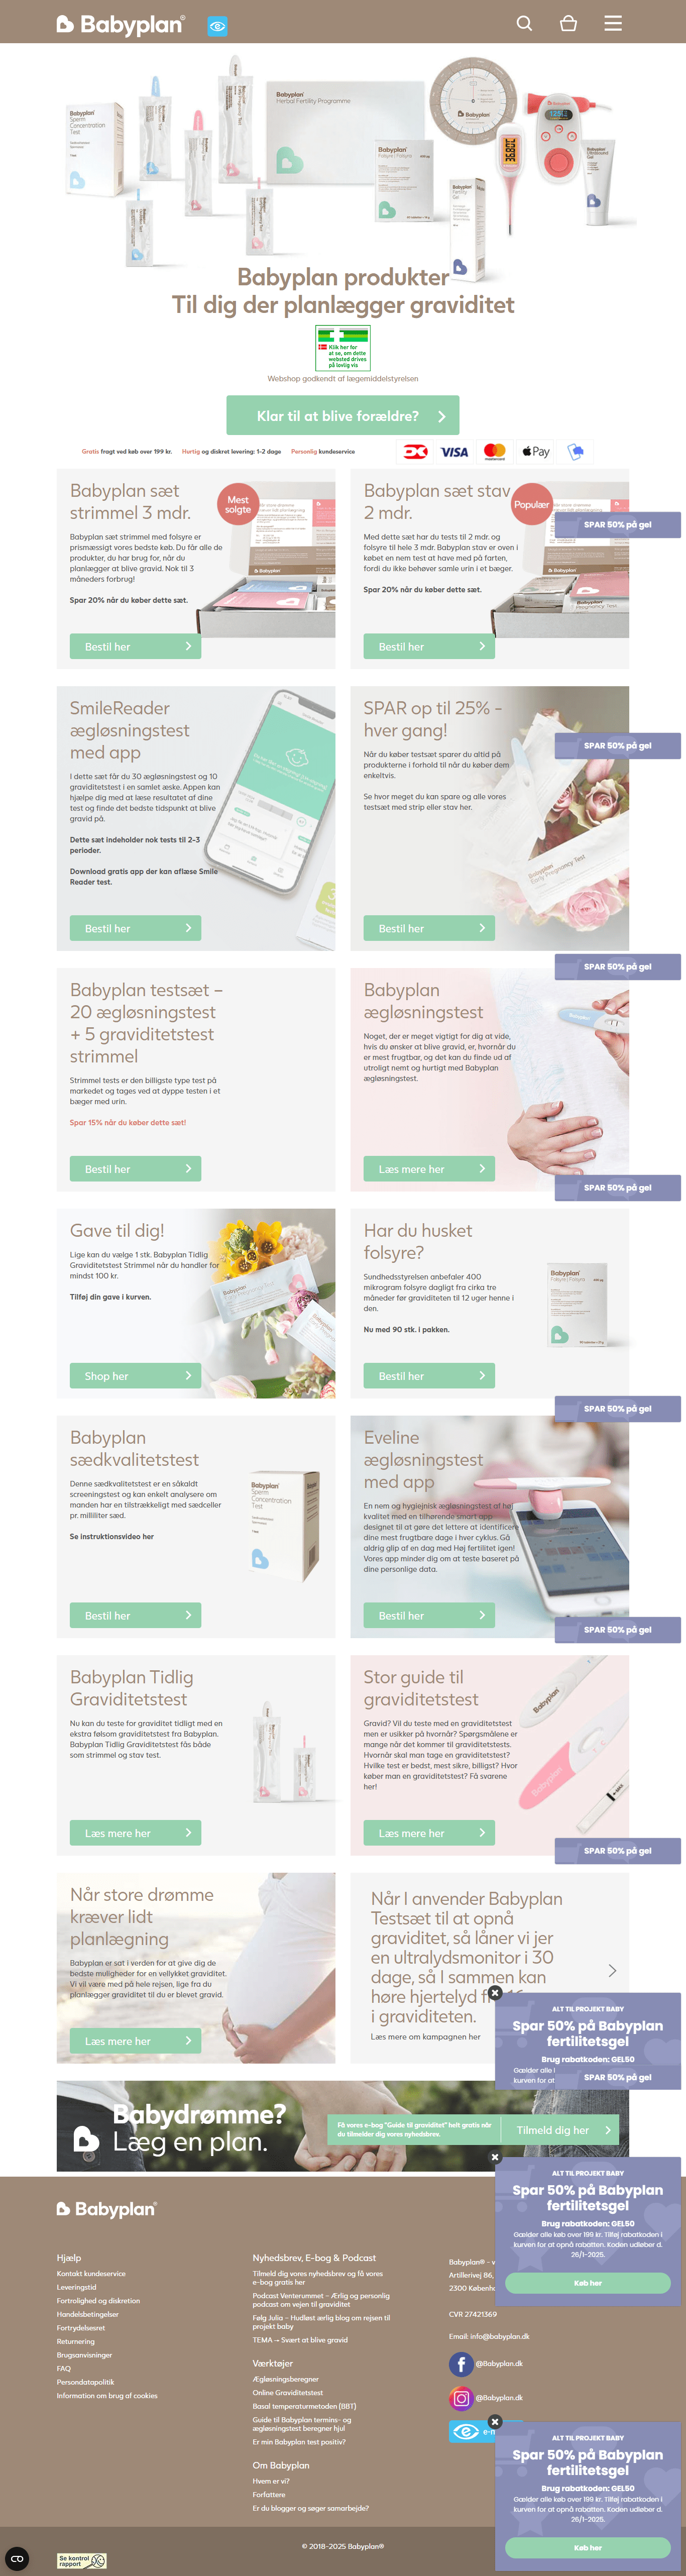 Babyplan®
Babyplan produkter
Til dig der planlægger graviditet
Klik her for
at se, om dette
websted drives
på lovlig vis
Webshop godkendt af lægemiddelstyrelsen
Klar til at blive forældre?
Gratis fragt ved køb over 199 kr. Hurtig og diskret levering: 1-2 dage Personlig kundeservice
VISA
mastercard
Apple Pay
Babyplan sæt
strimmel 3 mdr.
Mest
solgte
Babyplan sæt strimmel med folsyre er
prismæssigt vores bedste køb. Du får alle de
produkter, du har brug for, når du
planlægger at blive gravid. Nok til 3
måneders forbrug!
Spar 20% når du køber dette sæt.
Bestil her
Babyplan sæt stav
2 mdr.
Populær
Med dette sæt har du tests til 2 mdr. og
folsyre til hele 3 mdr. Babyplan stav er oven i
købet en nem test at have med på farten,
fordi du ikke behøver samle urin i et bæger.
Spar 20% når du køber dette sæt.
Bestil her
SPAR 50% på gel
SmileReader
ægløsningstest
med app
I dette sæt får du 30 ægløsningstest og 10
graviditetstest i en samlet æske. Appen kan
hjælpe dig med at læse resultatet af dine
test og finde det bedste tidspunkt at blive
gravid på.
Dette sæt indeholder nok tests til 2-3
perioder.
Download gratis app der kan aflæse Smile
Reader test.
Bestil her
SPAR op til 25% -
hver gang!
Når du køber testsæt sparer du altid på
produkterne i forhold til når du køber dem
enkeltvis.
Se hvor meget du kan spare og alle vores
testsæt med strip eller stav her.
Bestil her
SPAR 50% på gel
SPAR 50% på gel
Babyplan testsæt –
20 ægløsningstest
+ 5 graviditetstest
strimmel
Strimmel tests er den billigste type test på
markedet og tages ved at dyppe testen i et
bæger med urin.
Spar 15% når du køber dette sæt!
Bestil her
Babyplan
ægløsningstest
Noget, der er meget vigtigt for dig at vide,
hvis du ønsker at blive gravid, er, hvornår du
er mest frugtbar, og det kan du finde ud af
utroligt nemt og hurtigt med Babyplan
ægløsningstest.
Læs mere her
SPAR 50% på gel
Gave til dig!
Lige kan du vælge 1 stk. Babyplan Tidlig
Graviditetstest Strimmel når du handler for
mindst 100 kr.
Tilføj din gave i kurven.
Shop her
Har du husket
folsyre?
Sundhedsstyrelsen anbefaler 400
mikrogram folsyre dagligt fra cirka tre
måneder før graviditeten til 12 uger henne i
den.
Nu med 90 stk. i pakken.
Bestil her
SPAR 50% på gel
Babyplan
sædkvalitetstest
Denne sædkvalitetstest er en såkaldt
screeningstest og kan enkelt analysere om
manden har en tilstrækkeligt med sædceller
pr. milliliter sæd.
Se instruktionsvideo her
Bestil her
Eveline
ægløsningstest
med app
En nem og hygiejnisk ægløsningstest af høj
kvalitet med en tilhørende smart app
designet til at gøre det lettere at identificere
dine mest frugtbare dage i hver cyklus. Gå
aldrig glip af en dag med Høj fertilitet igen!
Vores app minder dig om at teste baseret på
dine personlige data.
Bestil her
SPAR 50% på gel
Babyplan Tidlig
Graviditetstest
Nu kan du teste for graviditet tidligt med en
ekstra følsom graviditetstest fra Babyplan.
Babyplan Tidlig Graviditetstest fås både
som strimmel og stav test.
Læs mere her
Stor guide til
graviditetstest
Gravid? Vil du teste med en graviditetstest
men er usikker på hvornår? Spørgsmålene er
mange når det kommer til graviditetstests.
Hvornår skal man tage en graviditetstest?
Hvilke test er bedst, mest sikre, billigst? Hvor
køber man en graviditetstest? Få svarene
her!
Læs mere her
SPAR 50% på gel
Når store drømme
kræver lidt
planlægning
Babyplan er sat i verden for at give dig de
bedste muligheder for en vellykket graviditet.
Vi vil være med på hele rejsen, lige fra du
planlægger graviditet til du er blevet gravid.
Læs mere her
Når I anvender Babyplan
Testsæt til at opnå
graviditet, så låner vi jer
en ultralydsmonitor i 30
dage, så I sammen kan
høre hjertelyd
i graviditeten.
Læs mere om kampagnen her
ALT TIL PROJEKT BABY
Spar 50% på Babyplan
fertilitetsgel
Brug rabatkoden: GEL50
Gælder alle
kurven for at
SPAR 50% på gel
Babydrømme?
Læg en plan.
Få vores e-bog "Guide til graviditet" helt gratis når
du tilmelder dig vores nyhedsbrev.
Tilmeld dig her
ALT TIL PROJEKT BABY
Spar 50% på Babyplan
fertilitetsgel
Brug rabatkoden: GEL50
Gælder alle køb over 199 kr. Tilføj rabatkoden i
kurven for at opnå rabatten. Koden udløber d.
26/1-2025.
Køb her
Babyplan®
Hjælp
Kontakt kundeservice
Leveringstid
Fortrolighed og diskretion
Handelsbetingelser
Fortrydelsesret
Returnering
Brugsanvisninger
FAQ
Persondatapolitik
Information om brug af cookies
Nyhedsbrev, E-bog & Podcast
Tilmeld dig vores nyhedsbrev og få vores
e-bog gratis her
Podcast Venterummet – Ærlig og personlig
podcast om vejen til graviditet
Følg Julia – Hudløst ærlig blog om rejsen til
projekt baby
TEMA → Svært at blive gravid
Værktøjer
Ægløsningsberegner
Online Graviditetstest
Basal temperaturmetoden (BBT)
Guide til Babyplan termins- og
ægløsningstest beregner hjul
Er min Babyplan test positiv?
Om Babyplan
Hvem er vi?
Forfattere
Er du blogger og søger samarbejde?
Babyplan® -
Artillerivej 86,
2300
CVR 27421369
Email: info@babyplan.dk
@Babyplan.dk
@Babyplan.dk
ALT TIL PROJEKT BABY
Spar 50% på Babyplan
fertilitetsgel
Brug rabatkoden: GEL50
Gælder alle køb over 199 kr. Tilføj rabatkoden i
kurven for at opnå rabatten. Koden udløber d.
26/1-2025.
Køb her
© 2018-2025 Babyplan®
Se kontrol
rapport